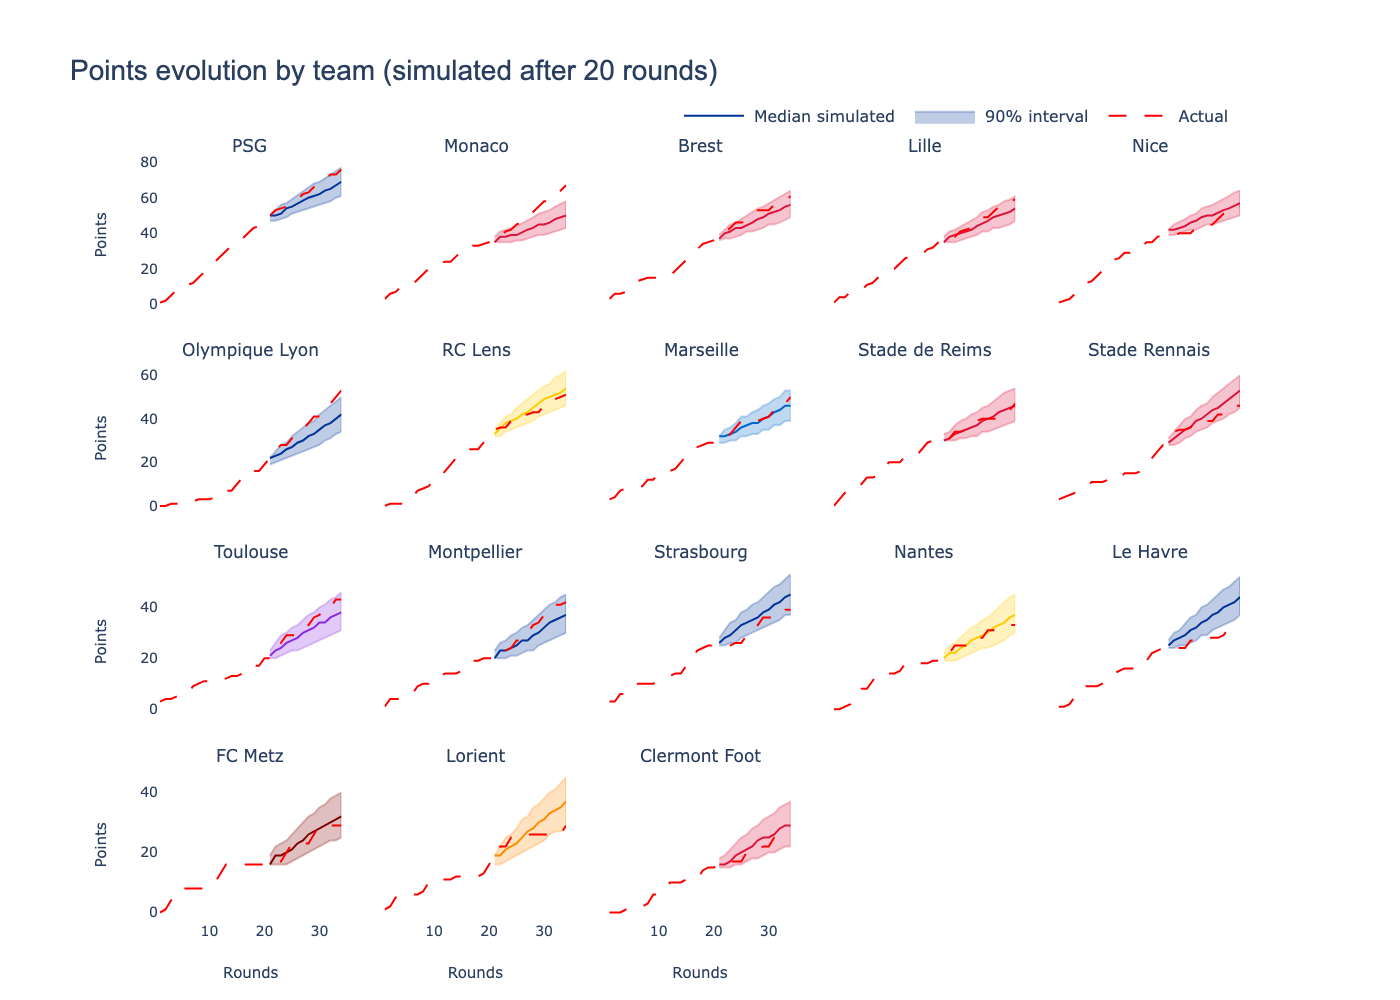 Points evolution by team (simulated after 20 rounds)
Median simulated 90% interval Actual
PSG Monaco Brest Lille Nice
80
60
40
20
0
Points
Olympique Lyon RC Lens Marseille Stade de Reims Stade Rennais
60
40
20
0
Points
Toulouse Montpellier Strasbourg Nantes Le Havre
40
20
0
Points
FC Metz Lorient Clermont Foot
40
20
0
Points
10 20 30 10 20 30 10 20 30
Rounds Rounds Rounds